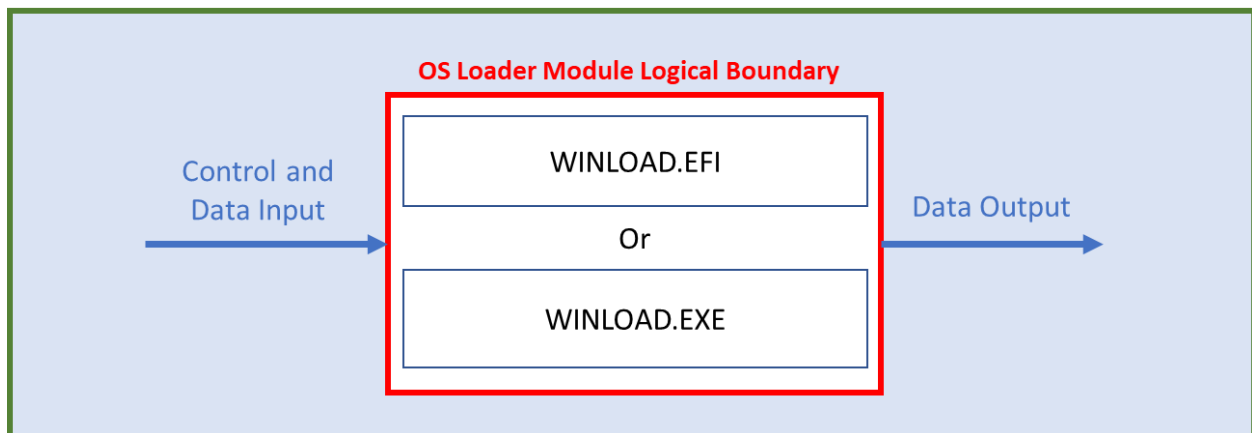 OS Loader Module Logical Boundary
Control and
Data Input
WINLOAD.EFI
Or
WINLOAD.EXE
Data Output